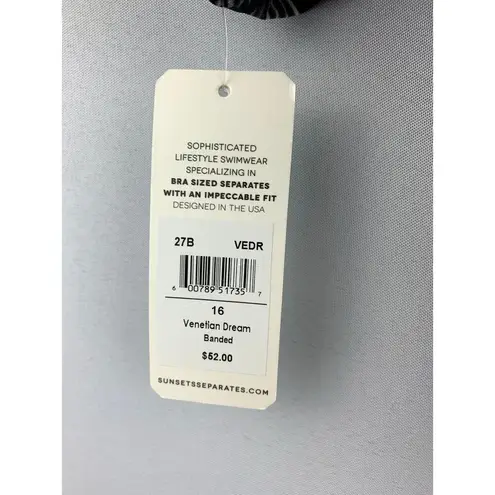 SOPHISTICATED
LIFESTYLE SWIMWEAR
SPECIALIZING IN
BRA SIZED SEPARATES
WITH AN IMPECCABLE FIT
DESIGNED IN THE USA
27B VEDR
6 00789 51735 7
16
Venetian Dream
Banded
$52.00
SUNSETSSEPARATES.COM